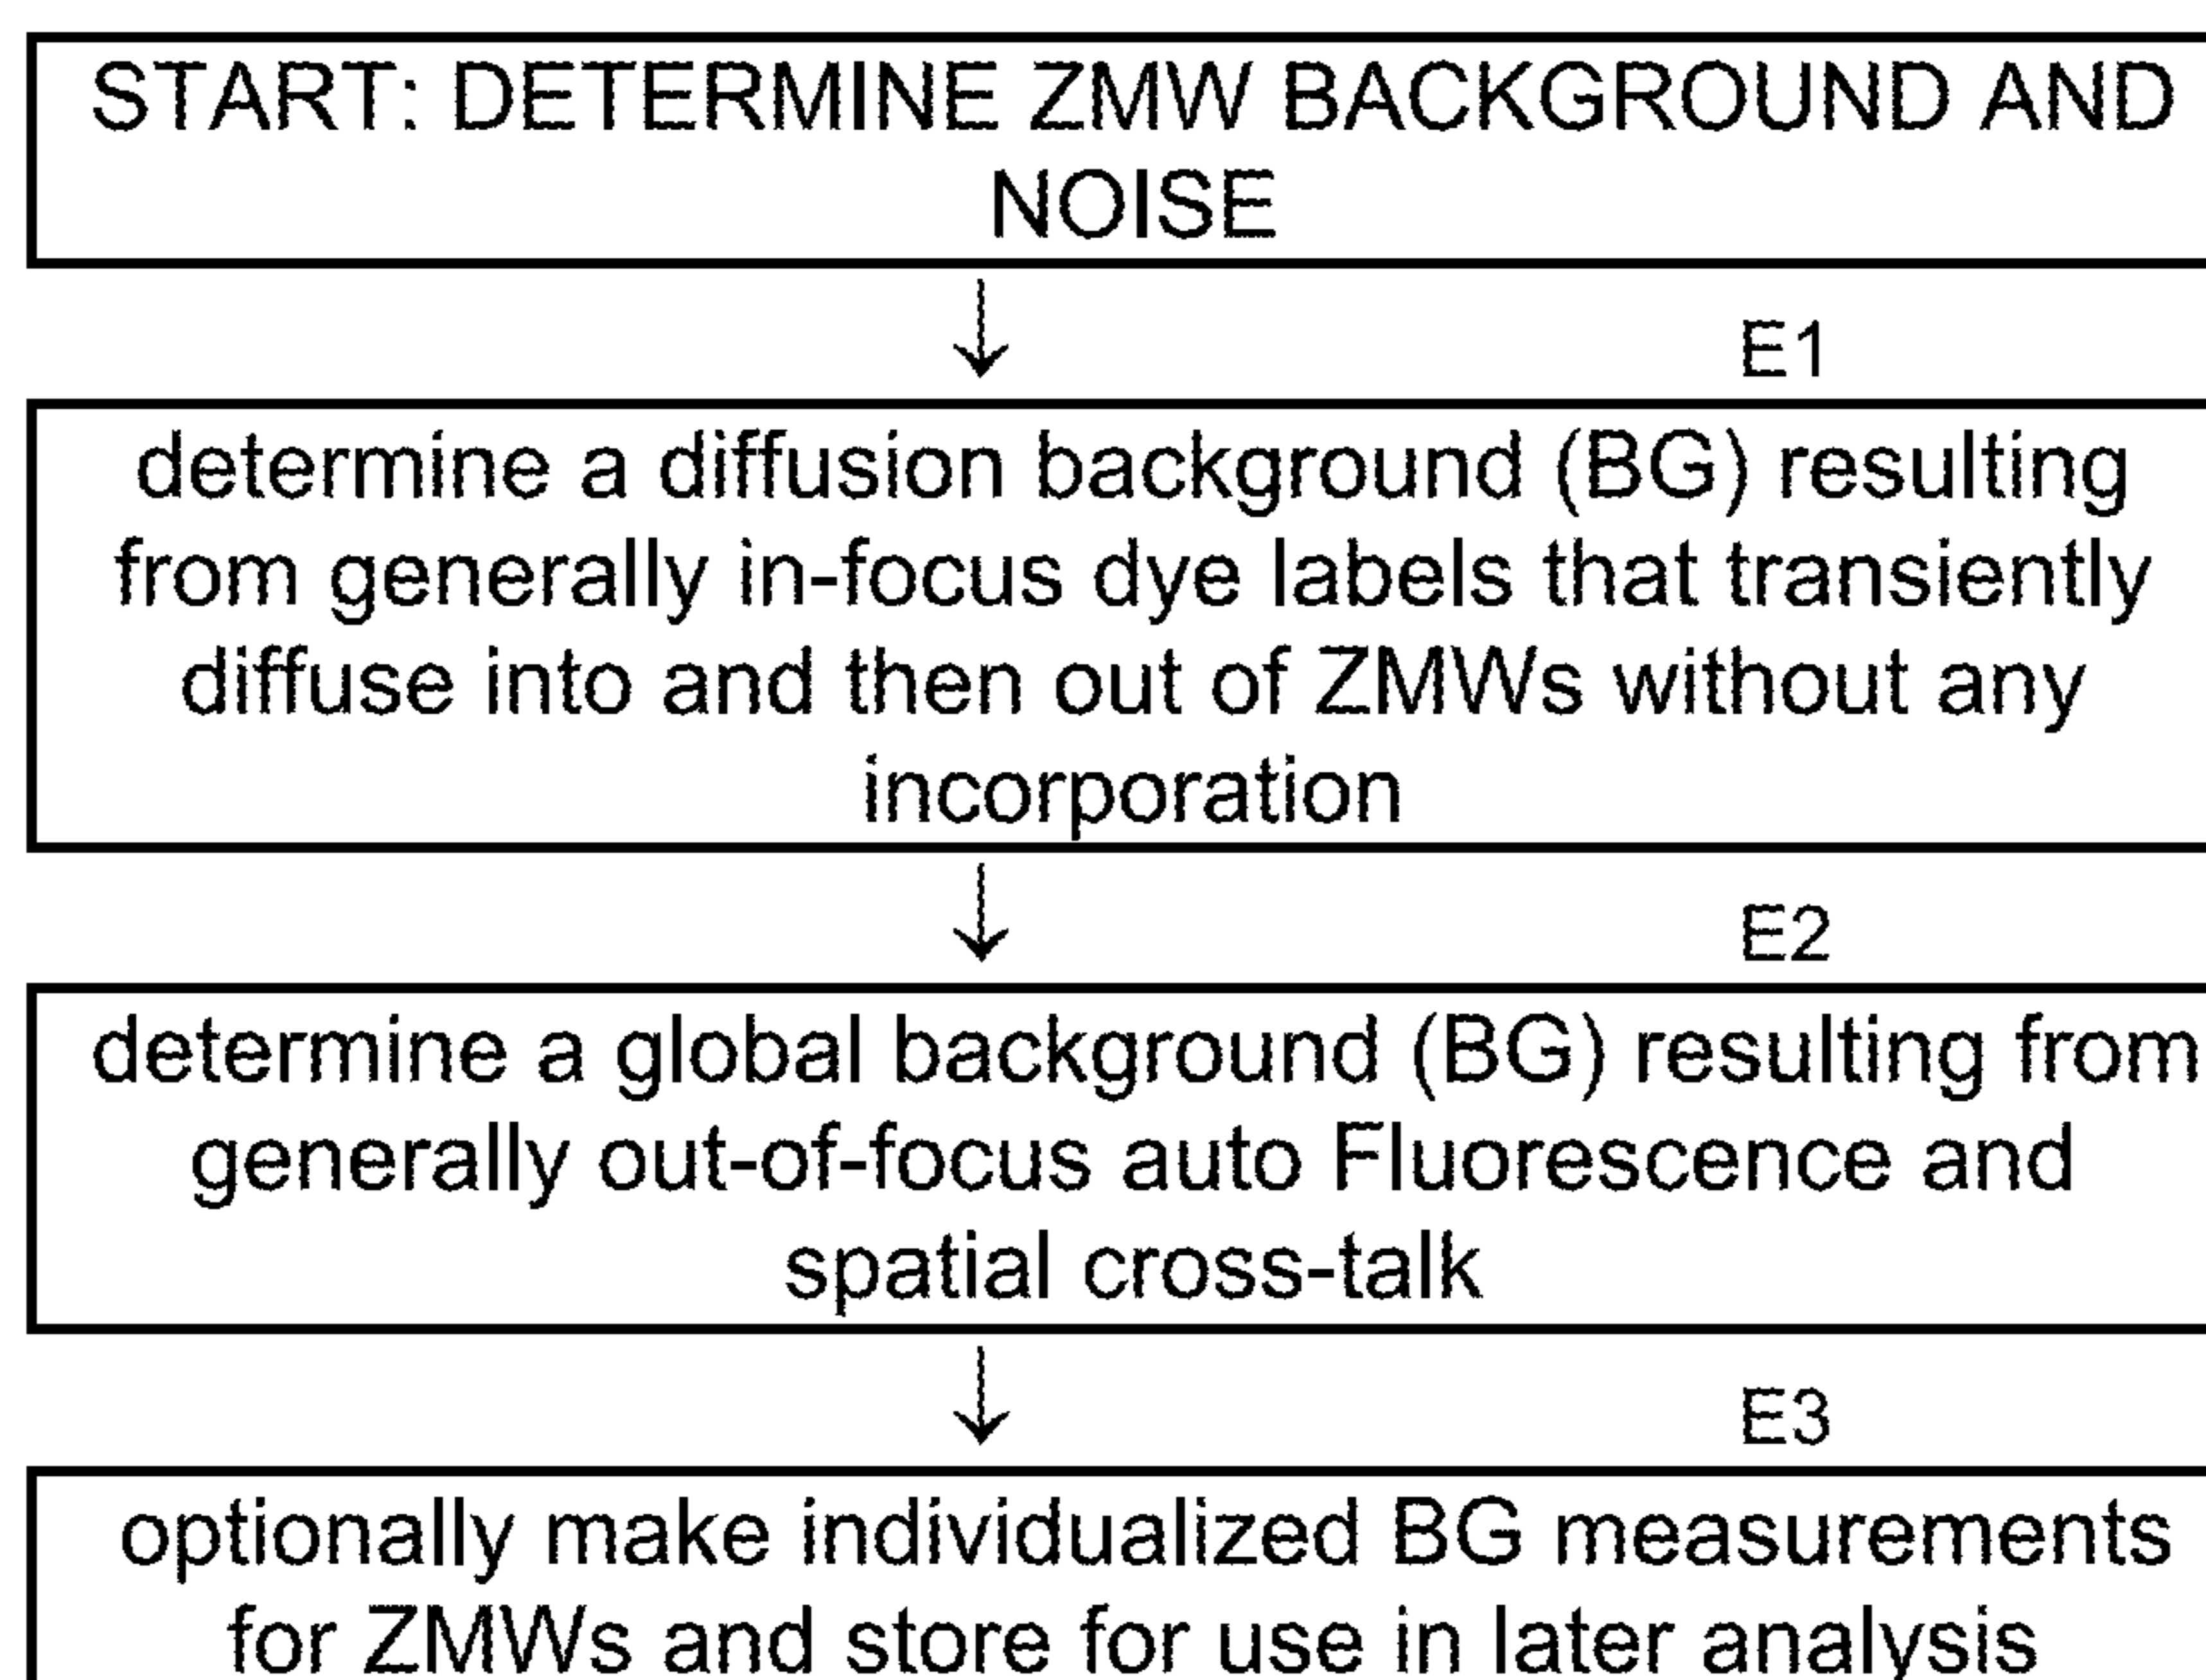 START: DETERMINE ZMW BACKGROUND AND
NOISE
E1
determine a diffusion background (BG) resulting
from generally in-focus dye labels that transiently
diffuse into and then out of ZMWs without any
incorporation
E2
determine a global background (BG) resulting from
generally out-of-focus auto Fluorescence and
spatial cross-talk
E3
optionally make individualized BG measurements
for ZMWs and store for use in later analysis